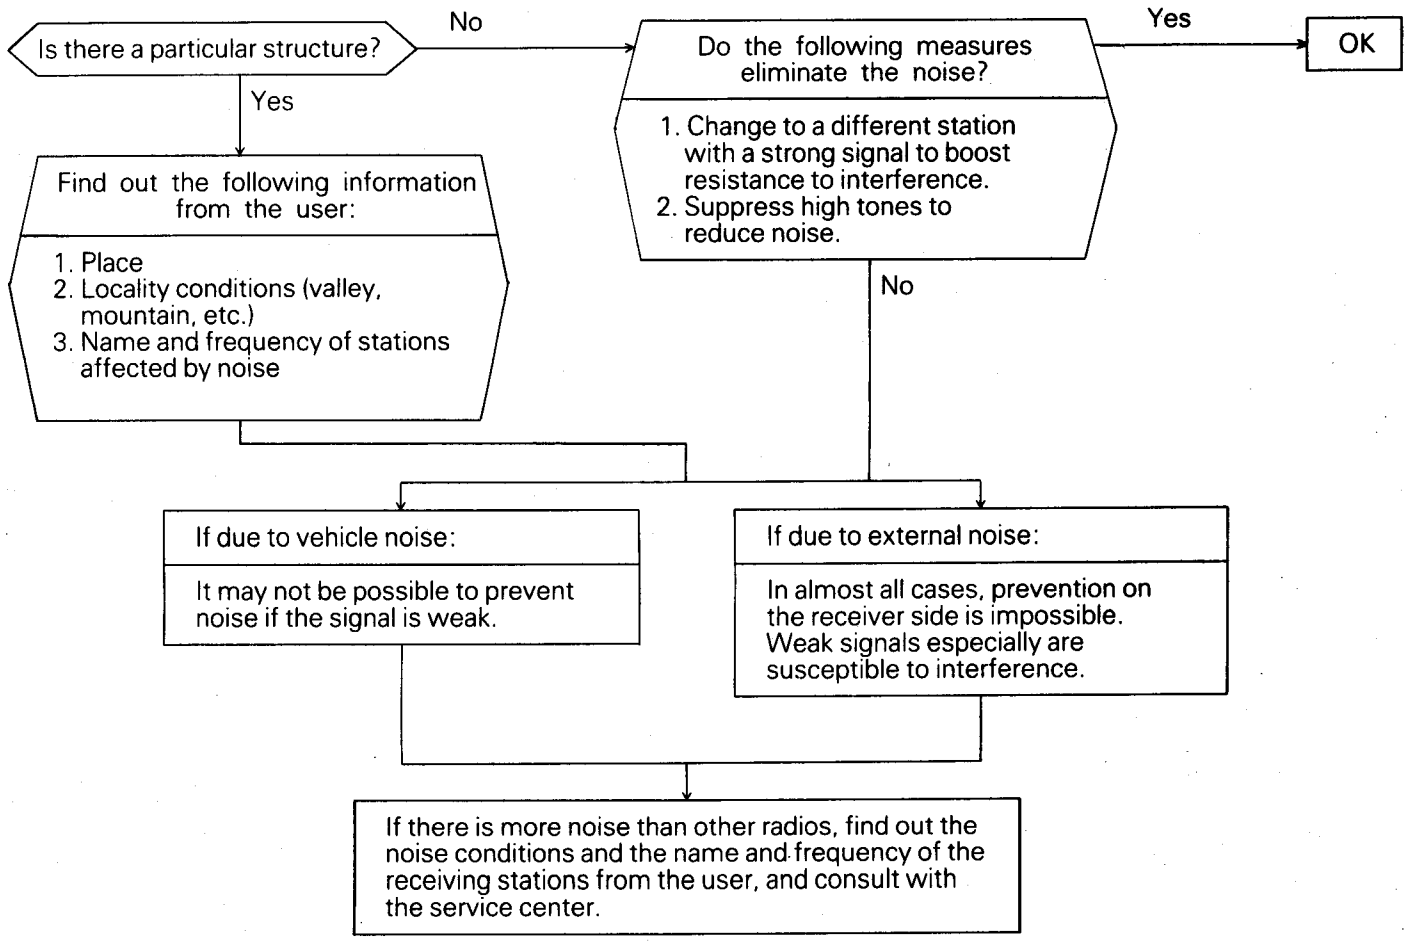 Is there a particular structure?
No
Yes
Do the following measures
eliminate the noise?
1. Change to a different station
with a strong signal to boost
resistance to interference.
2. Suppress high tones to
reduce noise.
Yes
OK
No
Find out the following information
from the user:
1. Place
2. Locality conditions (valley,
mountain, etc.)
3. Name and frequency of stations
affected by noise
If due to vehicle noise:
It may not be possible to prevent
noise if the signal is weak.
If due to external noise:
In almost all cases, prevention on
the receiver side is impossible.
Weak signals especially are
susceptible to interference.
If there is more noise than other radios, find out the
noise conditions and the name and frequency of the
receiving stations from the user, and consult with
the service center.